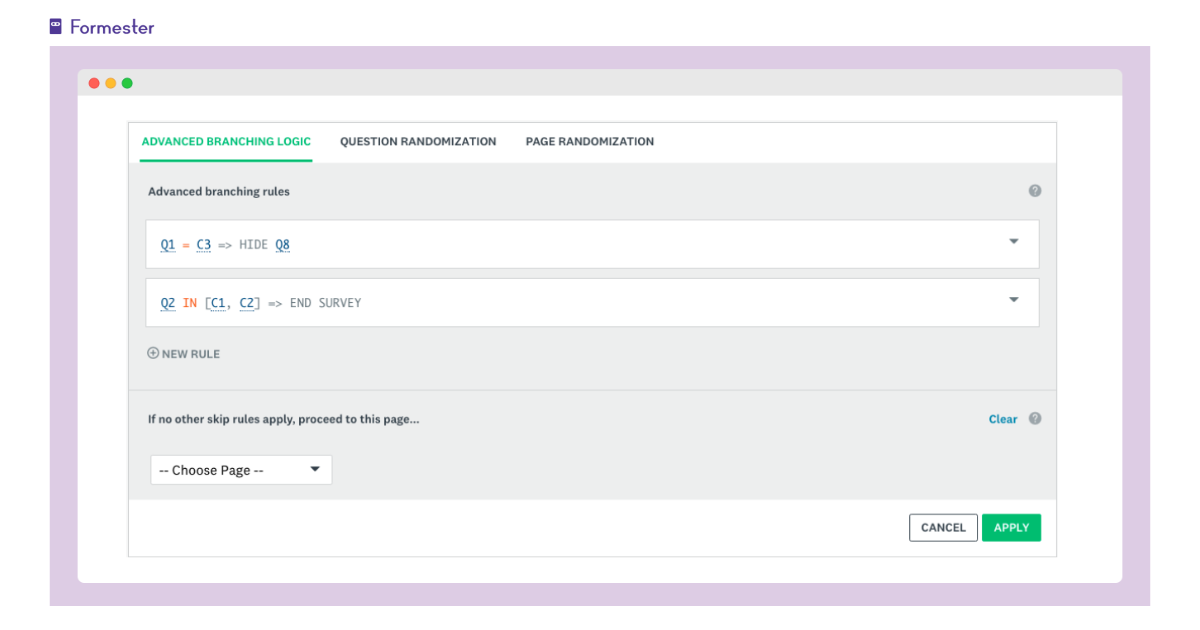 Formester
ADVANCED BRANCHING LOGIC QUESTION RANDOMIZATION PAGE RANDOMIZATION
Advanced branching rules ?
Q1 = C3 => HIDE Q8
Q2 IN [C1, C2] => END SURVEY
NEW RULE
If no other skip rules apply, proceed to this page... Clear ?
-- Choose Page --
CANCEL APPLY